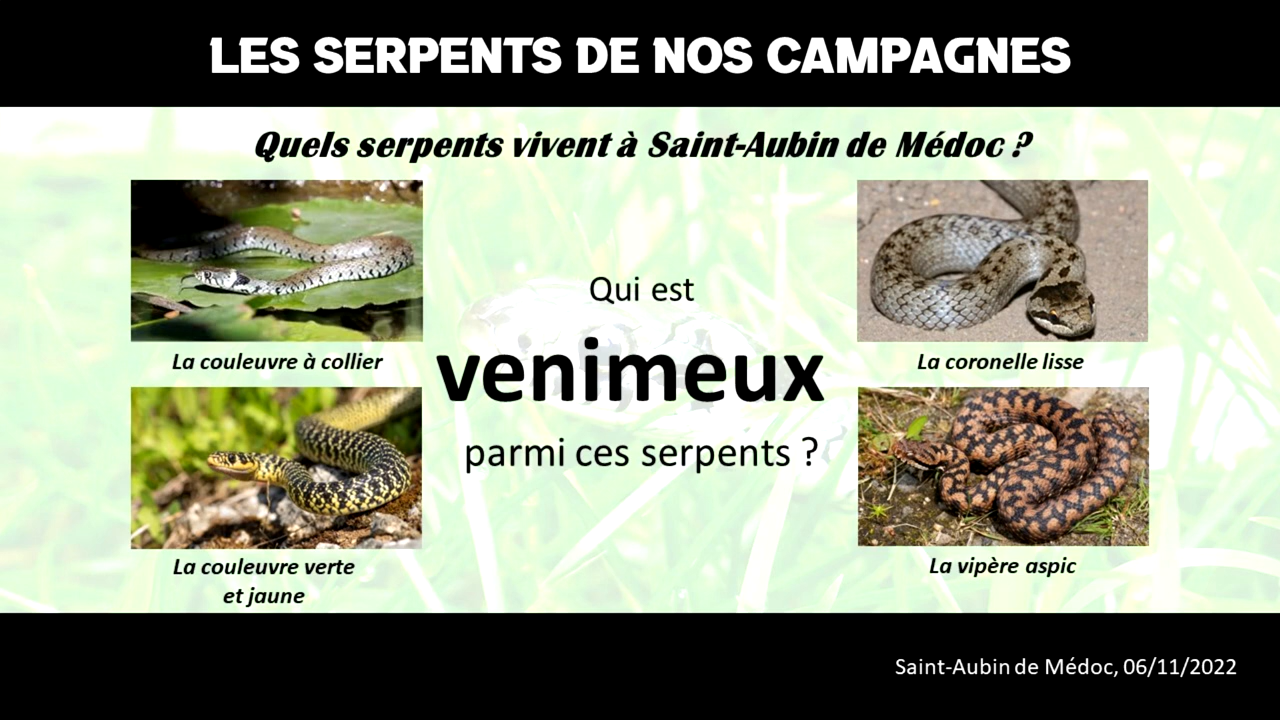 LES SERPENTS DE NOS CAMPAGNES
Quels serpents vivent à Saint-Aubin de Médoc ?
La couleuvre à collier
La couleuvre verte
et jaune
Qui est
venimeux
parmi ces serpents ?
La coronelle lisse
La vipère aspic
Saint-Aubin de Médoc, 06/11/2022